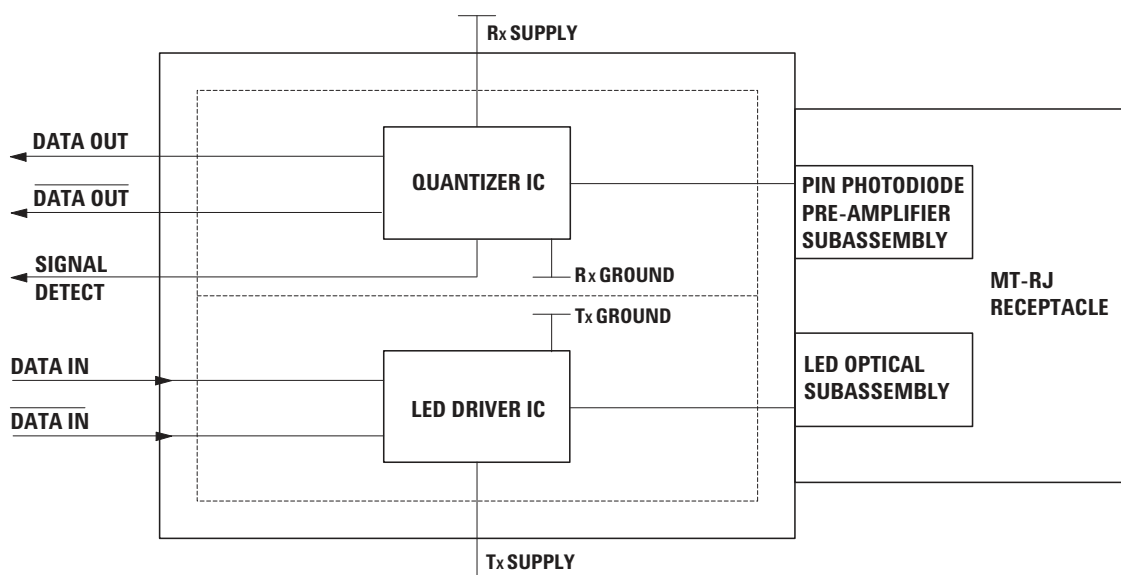 Rx SUPPLY
DATA OUT
DATA OUT
SIGNAL
DETECT
QUANTIZER IC
Rx GROUND
PIN PHOTODIODE
PRE-AMPLIFIER
SUBASSEMBLY
MT-RJ
RECEPTACLE
Tx GROUND
DATA IN
DATA IN
LED DRIVER IC
LED OPTICAL
SUBASSEMBLY
Tx SUPPLY